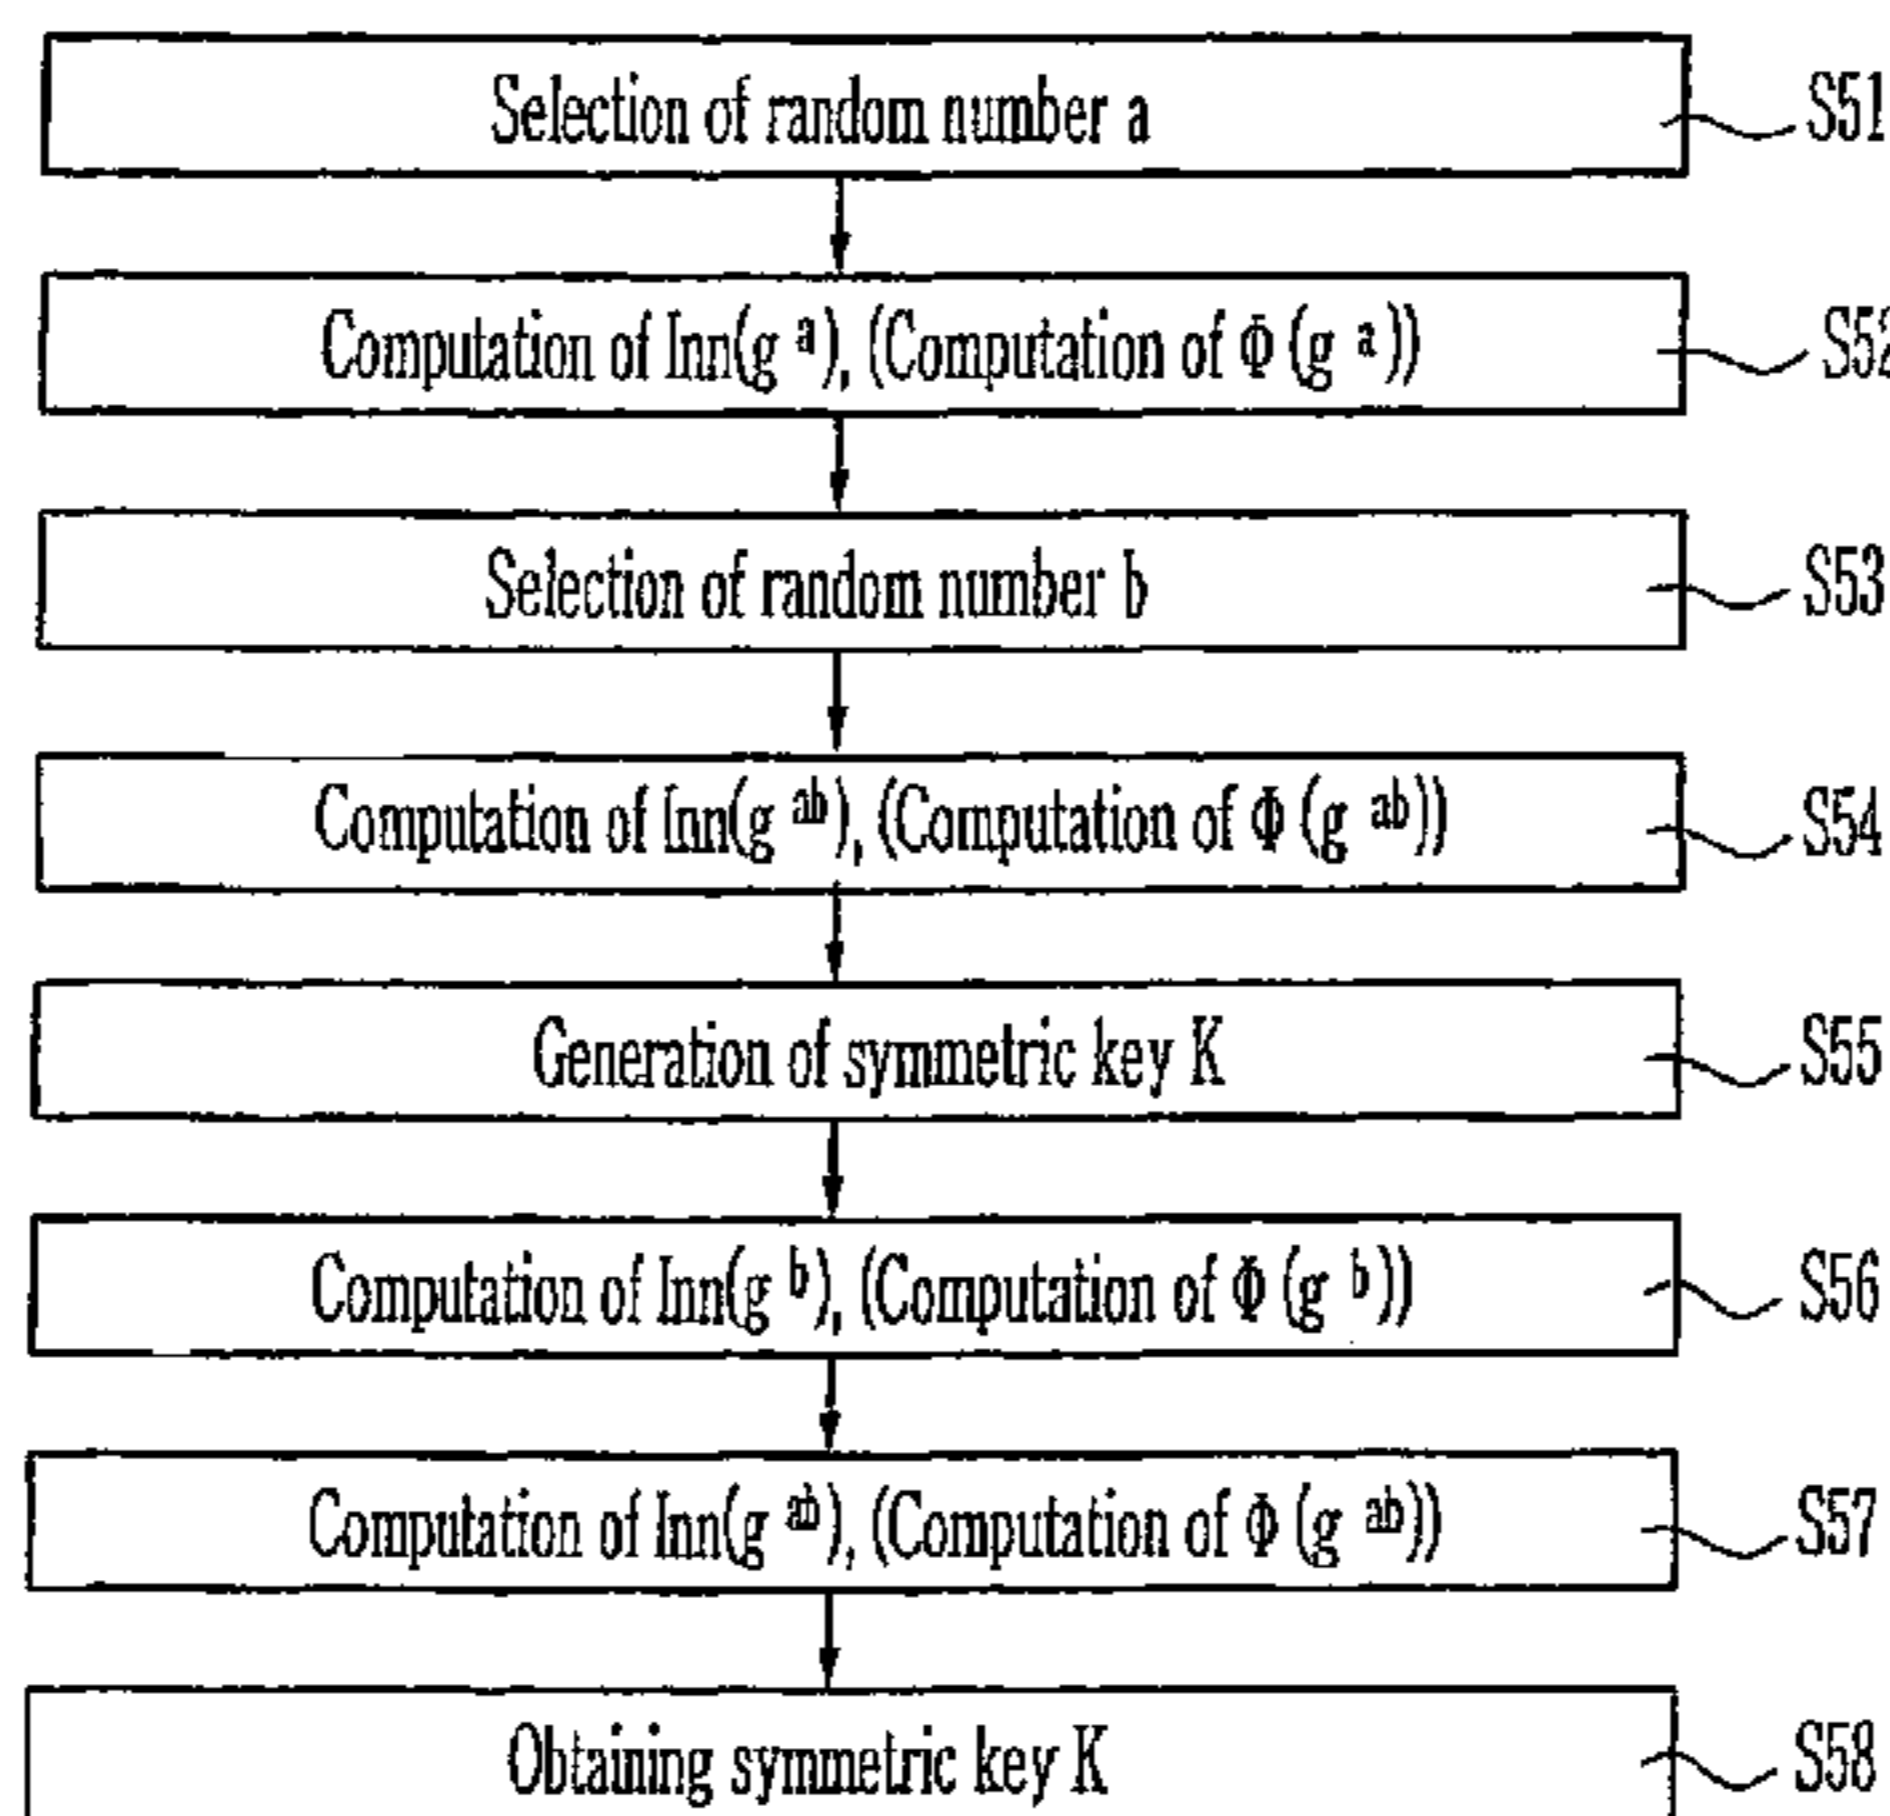 Selection of random number a S51
Computation of Inn(g a), (Computation of Φ (g a)) S52
Selection of random number b S53
Computation of Inn(g ab), (Computation of Φ (g ab)) S54
Generation of symmetric key K S55
Computation of Inn(g b), (Computation of Φ (g b)) S56
Computation of Inn(g ab), (Computation of Φ (g ab)) S57
Obtaining symmetric key K S58